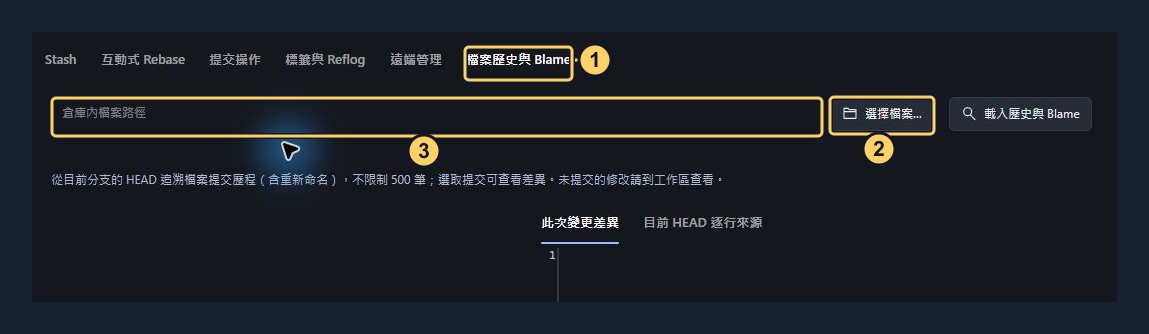 Stash 互動式 Rebase 提交操作 標籤與 Reflog 遠端管理 檔案歷史與 Blame 1
倉庫內檔案路徑 選擇檔案... 載入歷史與 Blame
3 2
從目前分支的 HEAD 追溯檔案提交歷程（含重新命名），不限制 500 筆；選取提交可查看差異。未提交的修改請到工作區查看。
此次變更差異 目前 HEAD 逐行來源
1